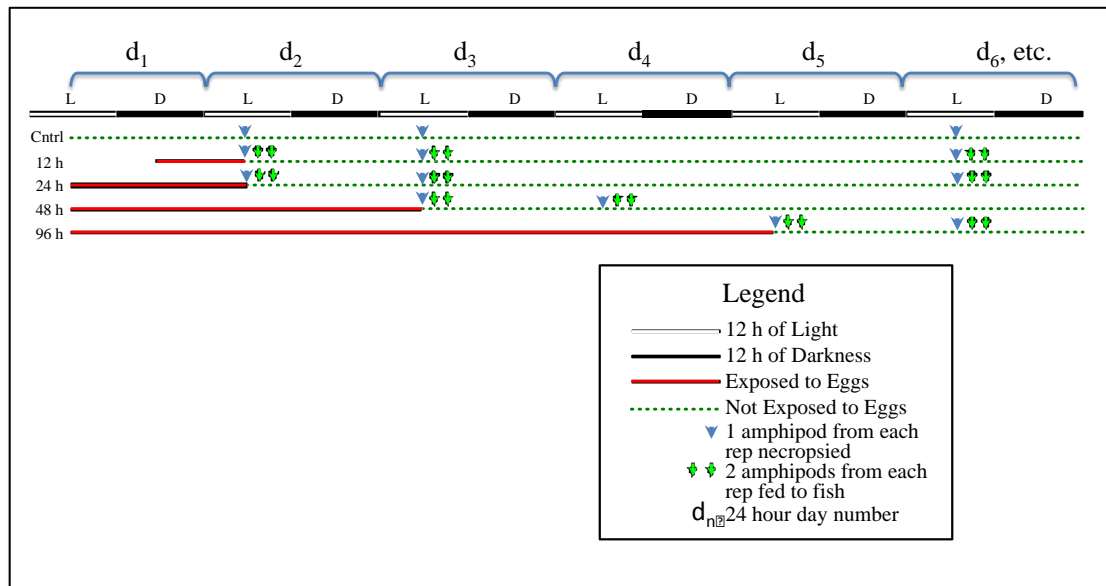 d1 d2 d3 d4 d5 d6, etc.
L D L D L D L D L D L D
Cntrl
12 h
24 h
48 h
96 h
Legend
12 h of Light
12 h of Darkness
Exposed to Eggs
Not Exposed to Eggs
1 amphipod from each
rep necropsied
2 amphipods from each
rep fed to fish
dn 24 hour day number